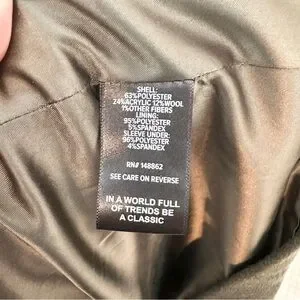 SHELL:
63%POLYESTER
24%ACRYLIC 12%WOOL
1%OTHER FIBERS
LINING:
95%POLYESTER
5%SPANDEX
SLEEVE UNDER:
96%POLYESTER
4%SPANDEX
RN# 148862
SEE CARE ON REVERSE
IN A WORLD FULL
OF TRENDS BE
A CLASSIC